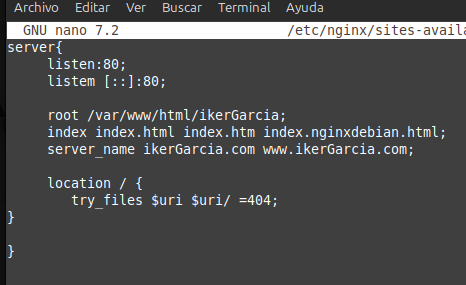 Archivo Editar Ver Buscar Terminal Ayuda
GNU nano 7.2 /etc/nginx/sites-availa
server{
listen:80;
listem [::]:80;
root /var/www/html/ikerGarcia;
index index.html index.htm index.nginxdebian.html;
server_name ikerGarcia.com www.ikerGarcia.com;
location / {
try_files $uri $uri/ =404;
}
}